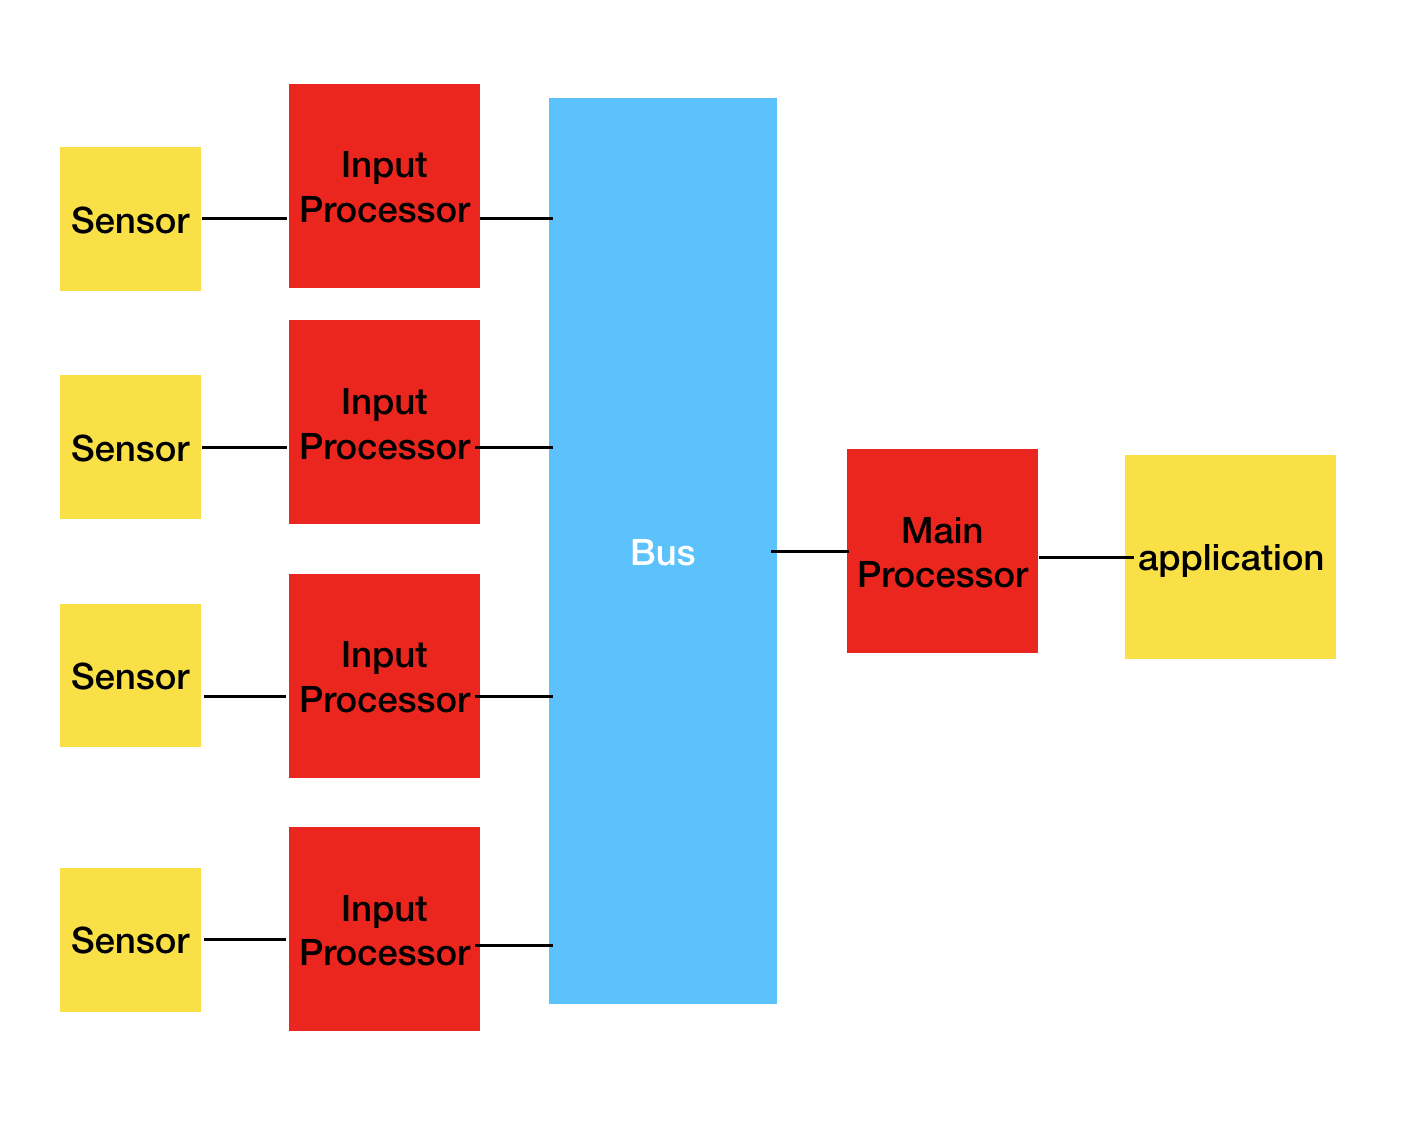 Input
Processor
Sensor
Input
Processor
Sensor
Bus
Main
Processor
application
Input
Processor
Sensor
Input
Processor
Sensor